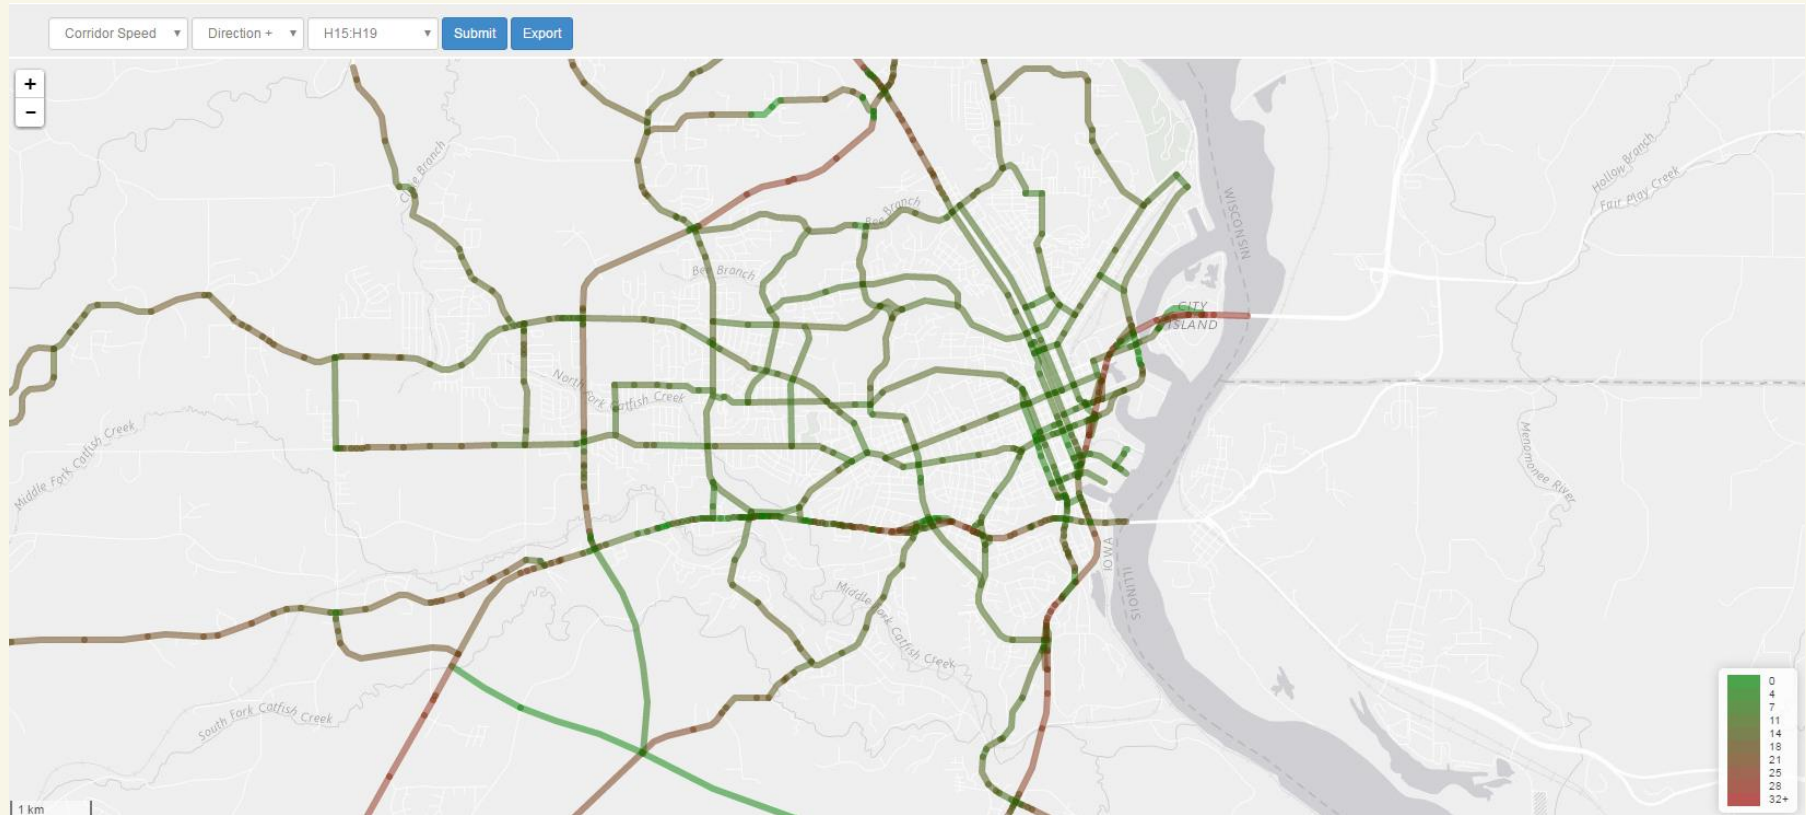 Corridor Speed ▼ Direction + ▼ H15:H19 ▼ Submit Export
+
−
Hollow Branch
Fair Play Creek
WISCONSIN
Bee Branch
Bee Branch
CITY
ISLAND
North Fork Catfish Creek
Middle Fork Catfish Creek
Menominee River
IOWA
ILLINOIS
Middle Fork Catfish Creek
South Fork Catfish Creek
0
4
7
11
14
18
21
25
28
32+
1 km